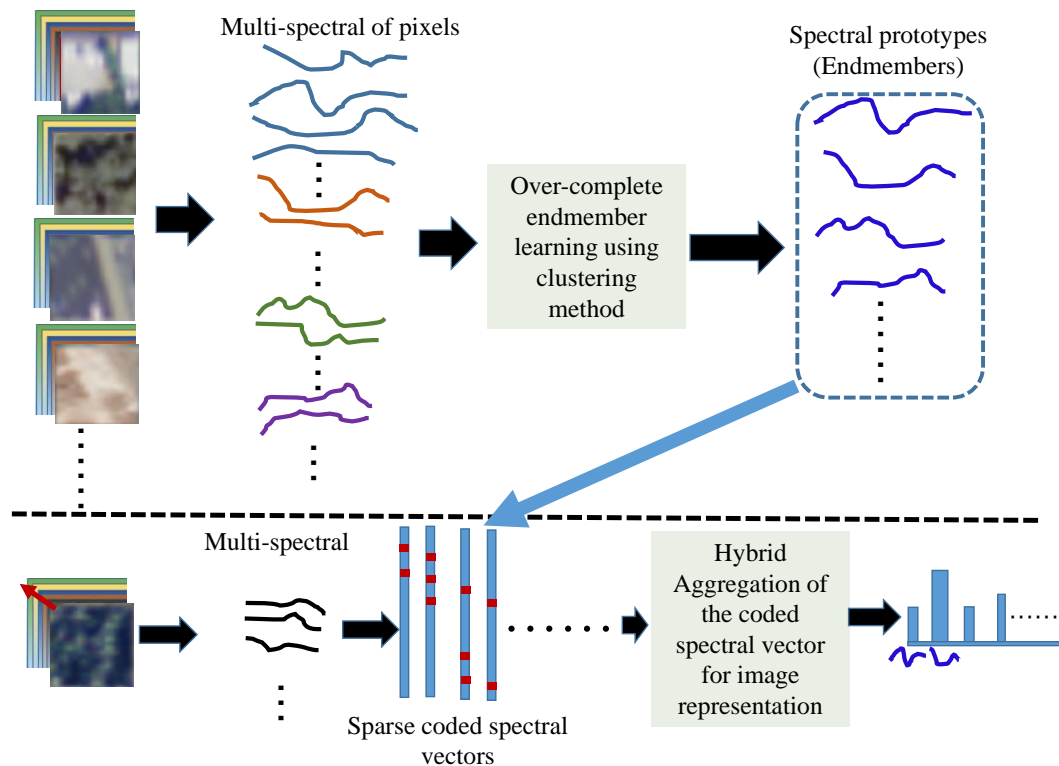 Multi-spectral of pixels
Spectral prototypes
(Endmembers)
Over-complete
endmember
learning using
clustering
method
Multi-spectral
Sparse coded spectral
vectors
Hybrid
Aggregation of
the coded
spectral vector
for image
representation